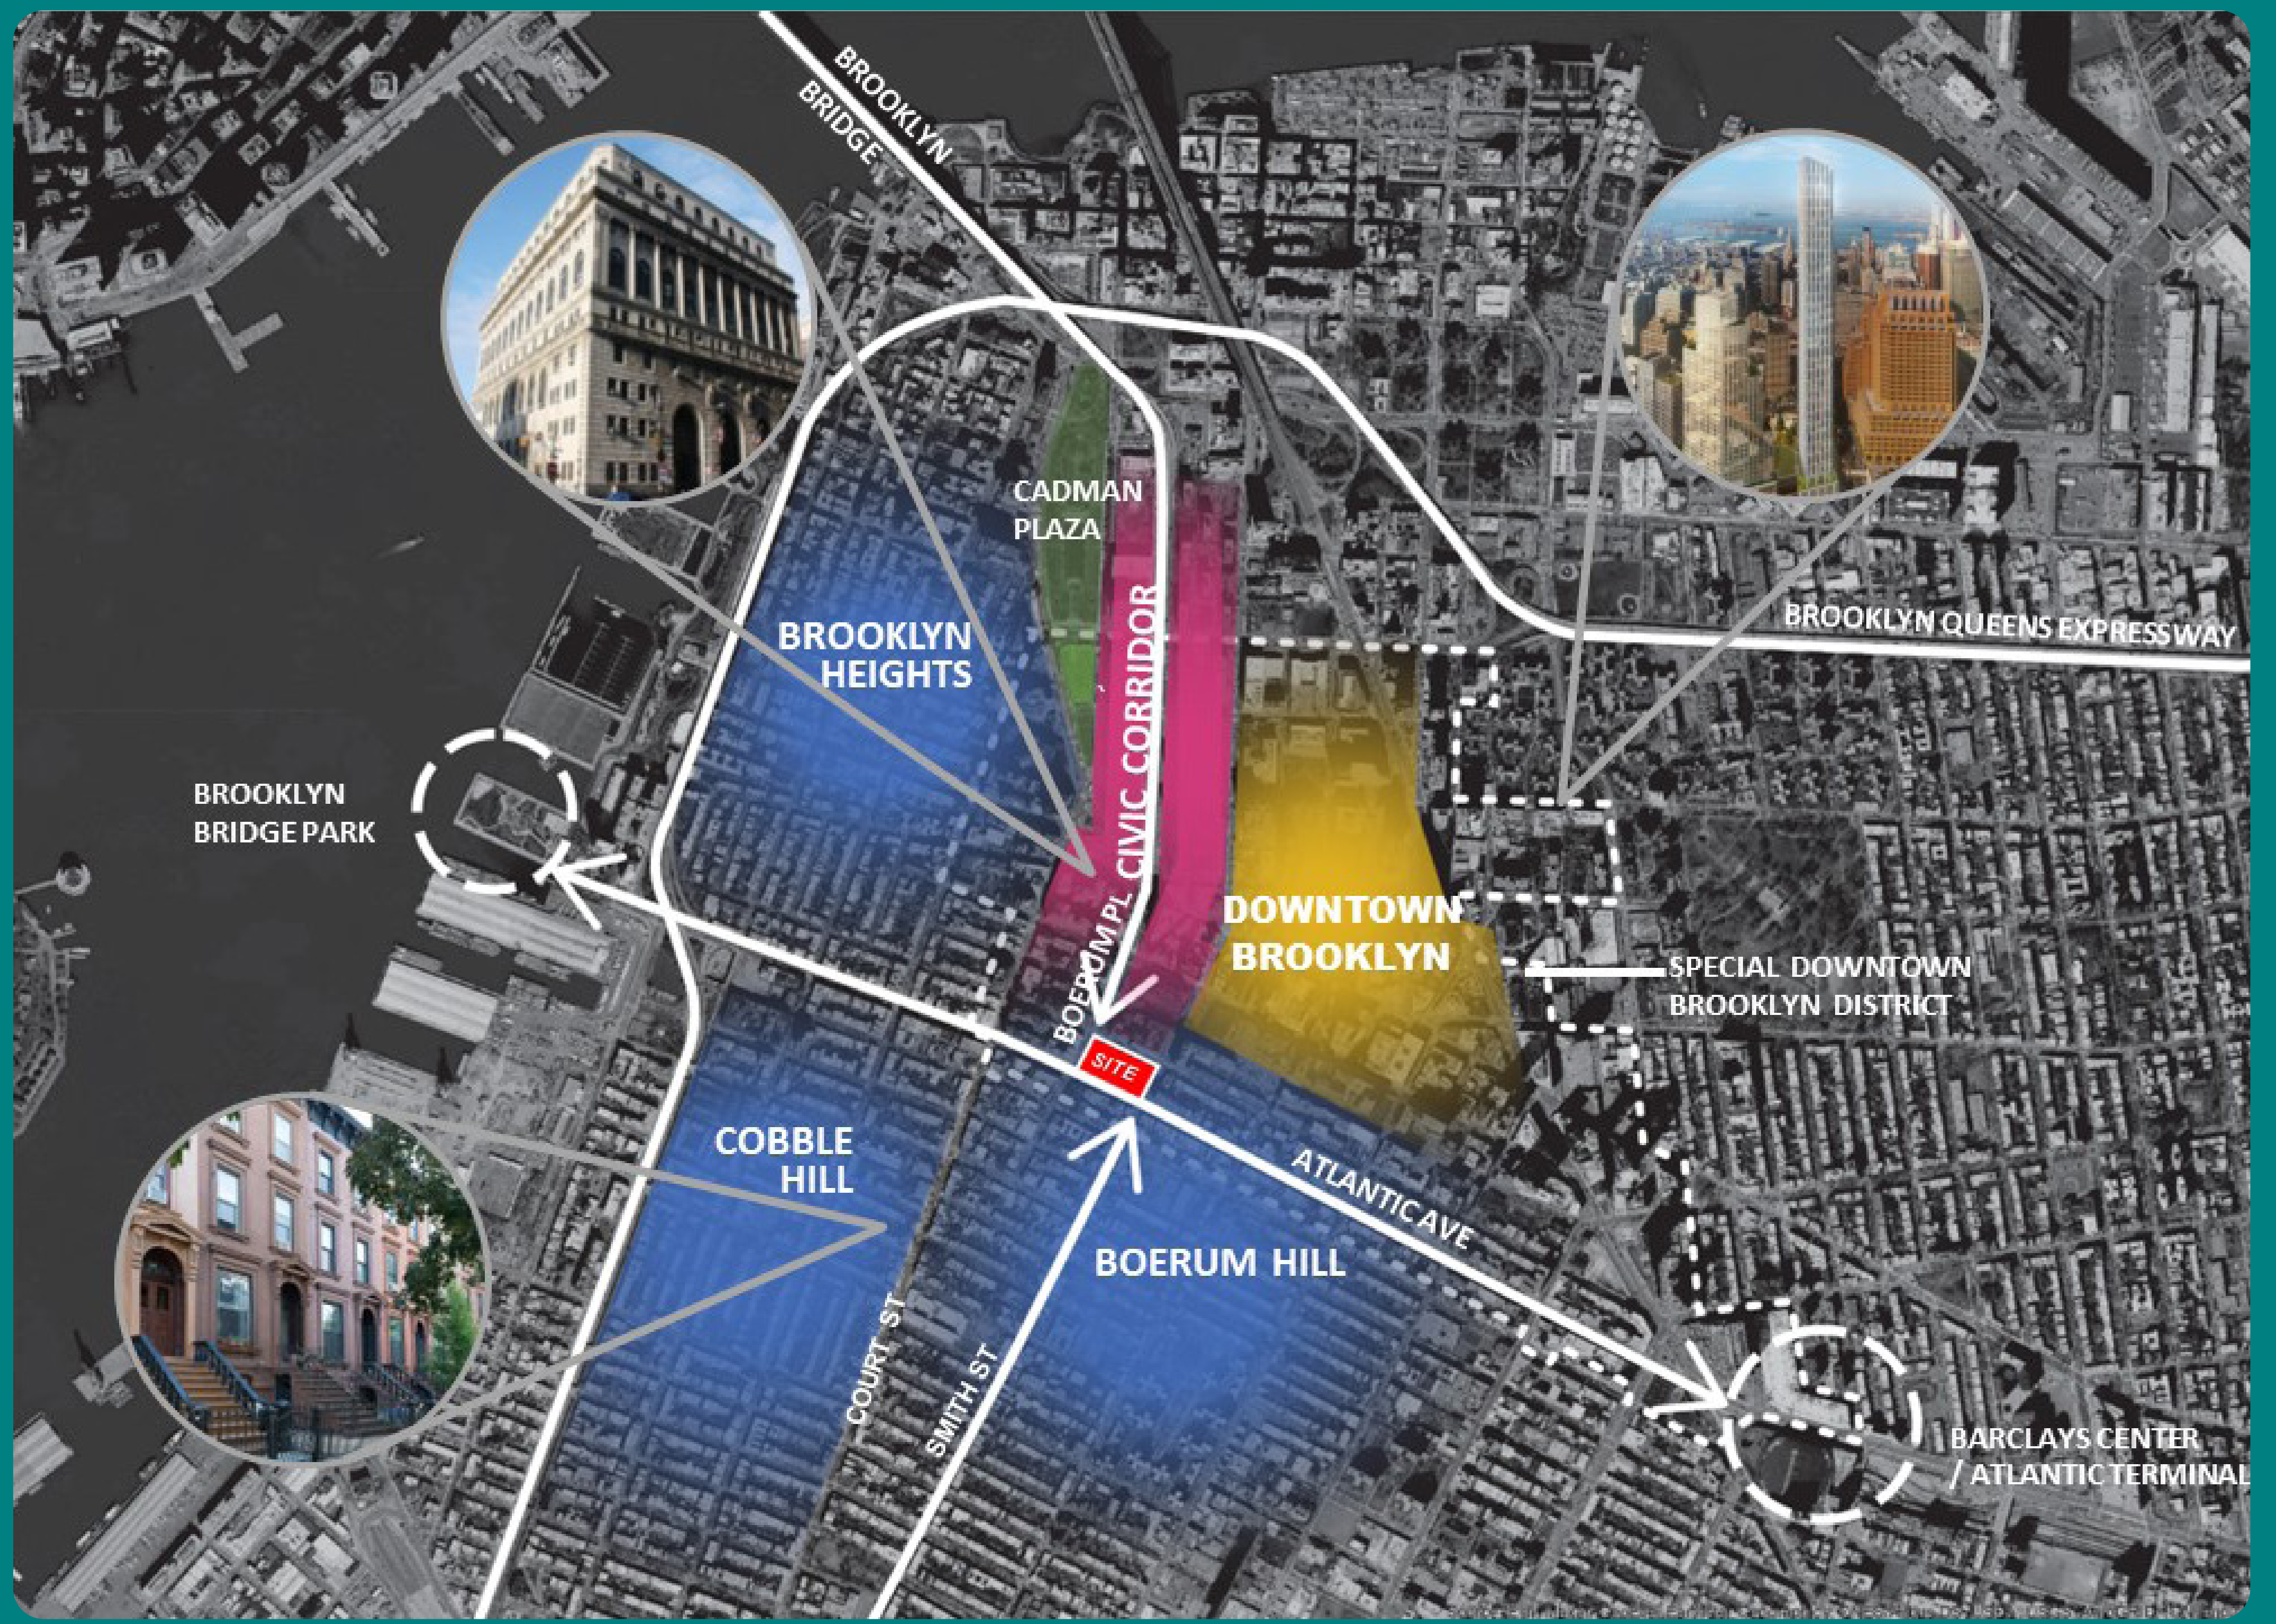 BROOKLYN
BRIDGE
CADMAN
PLAZA
BROOKLYN
HEIGHTS
BOERUM PL CIVIC CORRIDOR
BROOKLYN QUEENS EXPRESSWAY
BROOKLYN
BRIDGE PARK
DOWNTOWN
BROOKLYN
SPECIAL DOWNTOWN
BROOKLYN DISTRICT
SITE
COBBLE
HILL
ATLANTIC AVE
BOERUM HILL
COURT ST
SMITH ST
BARCLAYS CENTER
/ ATLANTIC TERMINAL